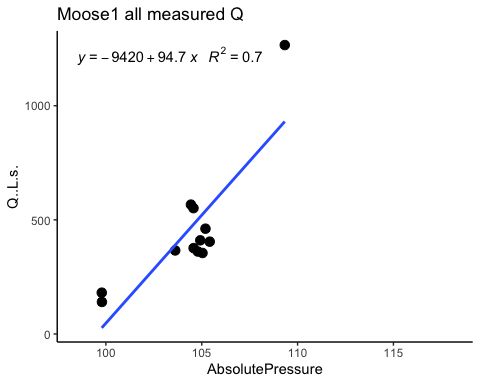 Moose1 all measured Q
y = − 9420 + 94.7 x R² = 0.7
1000
500
0
Q..L.s.
100 105 110 115
AbsolutePressure